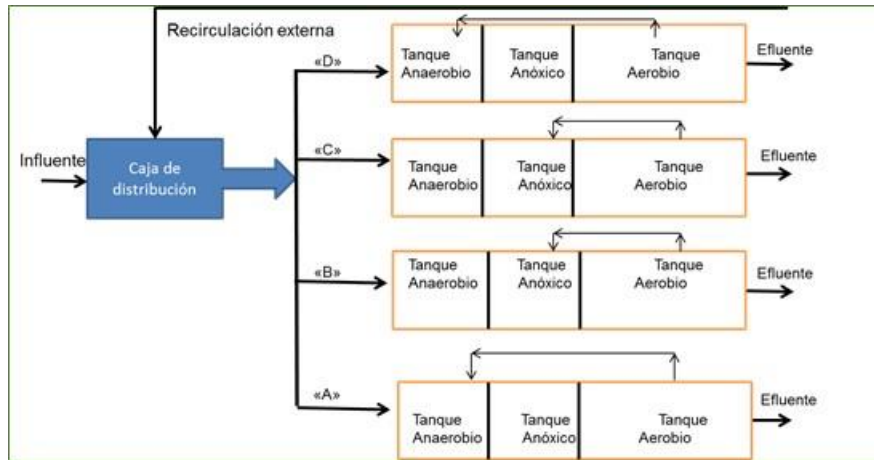 Recirculación externa
Influente
Caja de
distribución
«D»
Tanque
Anaerobio
Tanque
Anóxico
Tanque
Aerobio
Efluente
«C»
Tanque
Anaerobio
Tanque
Anóxico
Tanque
Aerobio
Efluente
«B»
Tanque
Anaerobio
Tanque
Anóxico
Tanque
Aerobio
Efluente
«A»
Tanque
Anaerobio
Tanque
Anóxico
Tanque
Aerobio
Efluente